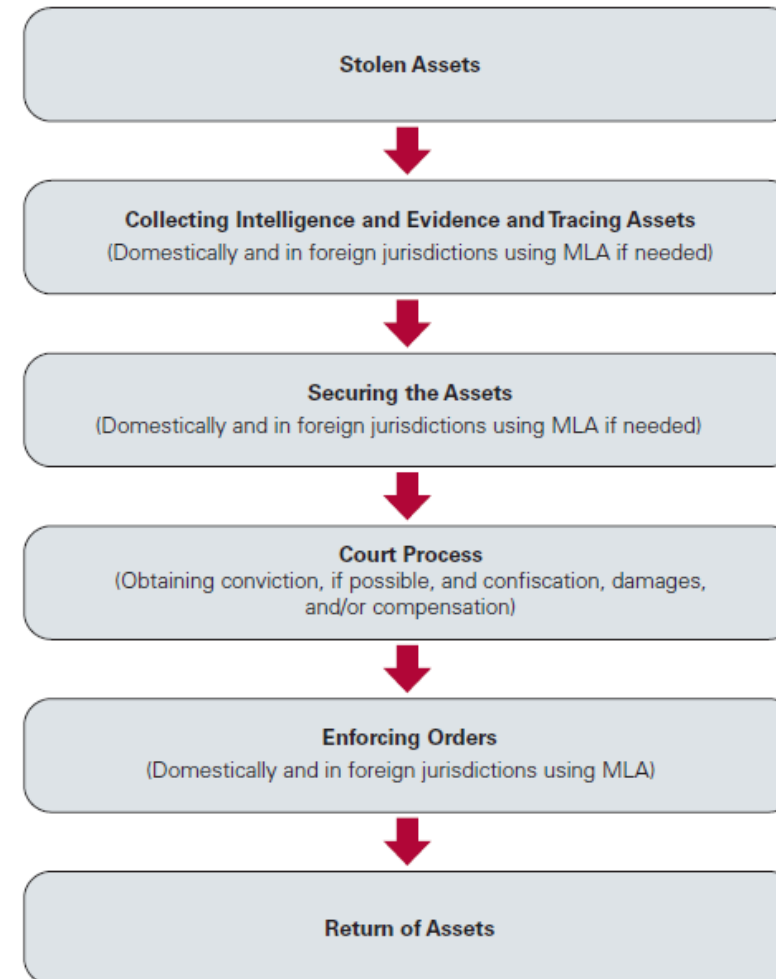 Stolen Assets
Collecting Intelligence and Evidence and Tracing Assets
(Domestically and in foreign jurisdictions using MLA if needed)
Securing the Assets
(Domestically and in foreign jurisdictions using MLA if needed)
Court Process
(Obtaining conviction, if possible, and confiscation, damages,
and/or compensation)
Enforcing Orders
(Domestically and in foreign jurisdictions using MLA)
Return of Assets